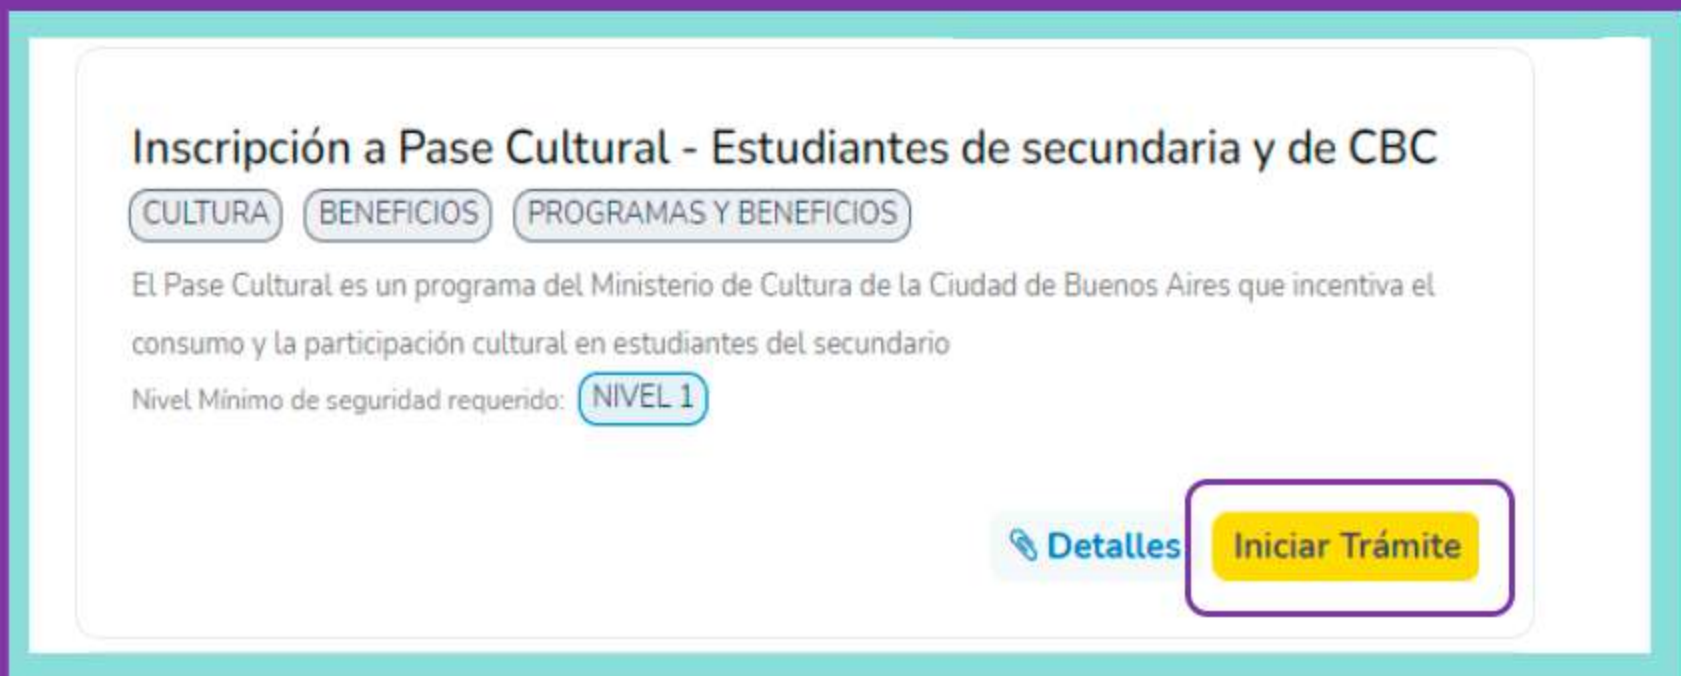 Inscripción a Pase Cultural - Estudiantes de secundaria y de CBC
CULTURA BENEFICIOS PROGRAMAS Y BENEFICIOS
El Pase Cultural es un programa del Ministerio de Cultura de la Ciudad de Buenos Aires que incentiva el
consumo y la participación cultural en estudiantes del secundario
Nivel Mínimo de seguridad requerido: NIVEL 1
Detalles Iniciar Trámite